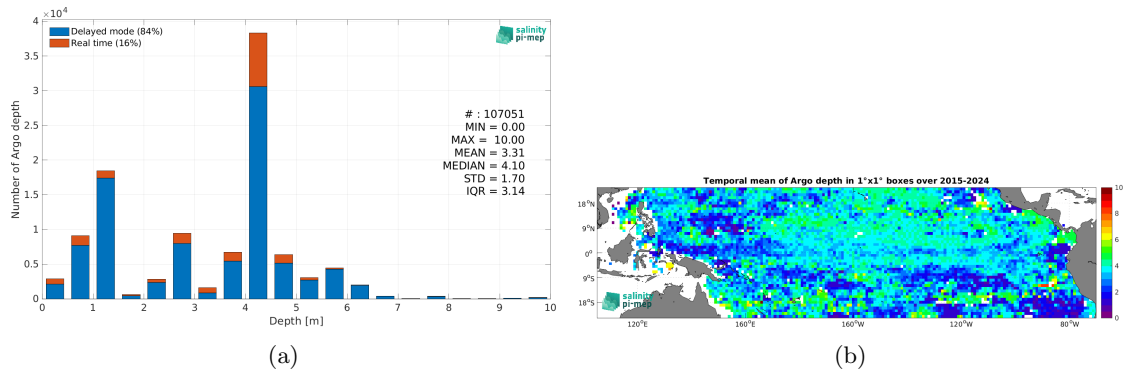 ×10⁴
Delayed mode (84%)
Real time (16%)
salinity
pi-mep
# : 107051
MIN = 0.00
MAX = 10.00
MEAN = 3.31
MEDIAN = 4.10
STD = 1.70
IQR = 3.14
Number of Argo depth
4
3.5
3
2.5
2
1.5
1
0.5
0
0 1 2 3 4 5 6 7 8 9 10
Depth [m]
(a)
Temporal mean of Argo depth in 1°x1° boxes over 2015-2024
18°N
9°N
0°
9°S
18°S
120°E 160°E 160°W 120°W 80°W
10
8
6
4
2
0
salinity
pi-mep
(b)